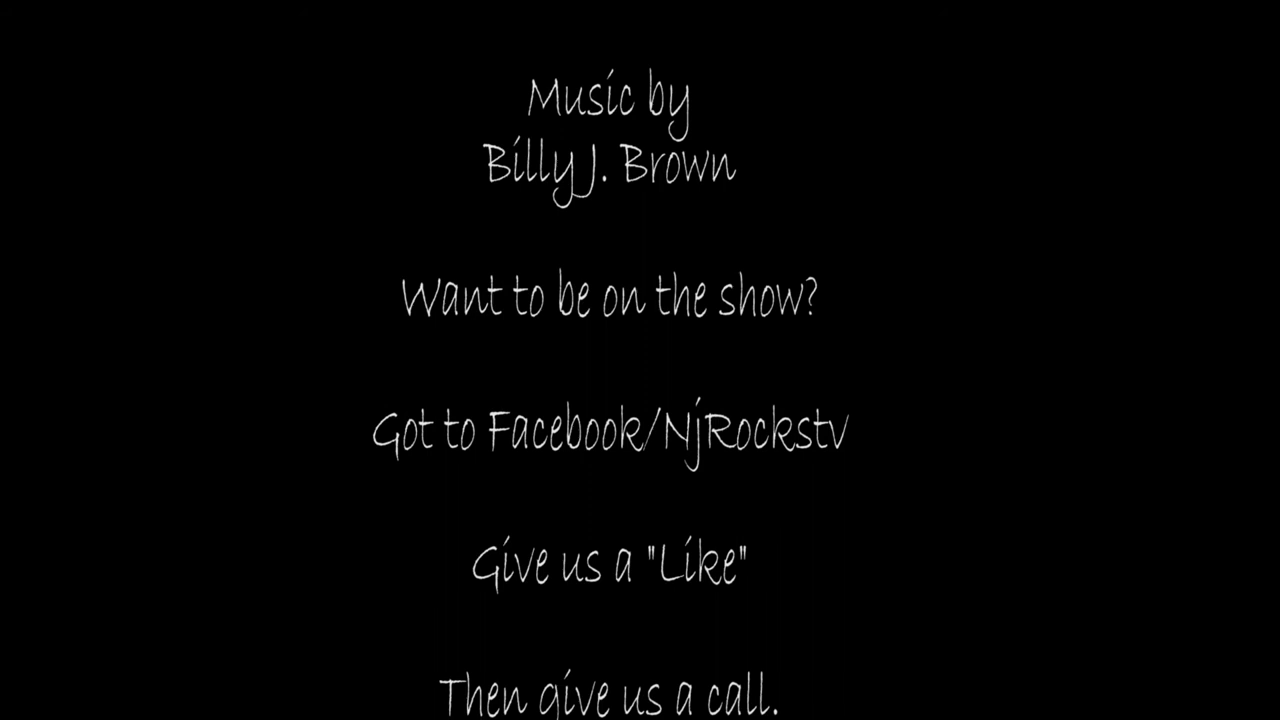 Music by
Billy J. Brown
Want to be on the show?
Got to Facebook/NjRockstv
Give us a "Like"
Then give us a call.